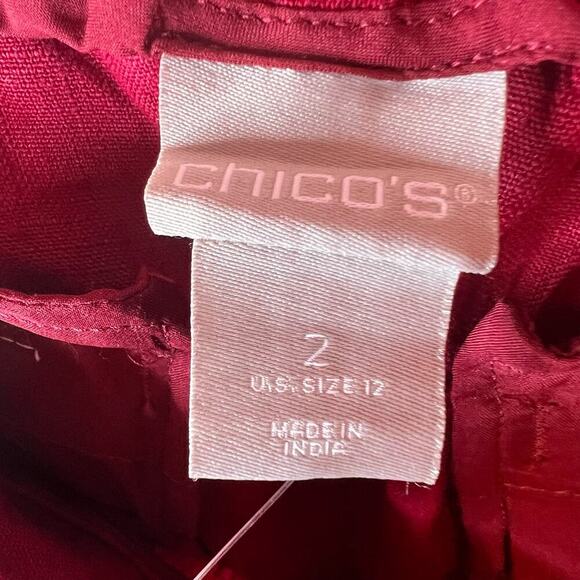 CHICO'S®
2
U.S. SIZE 12
MADE IN
INDIA